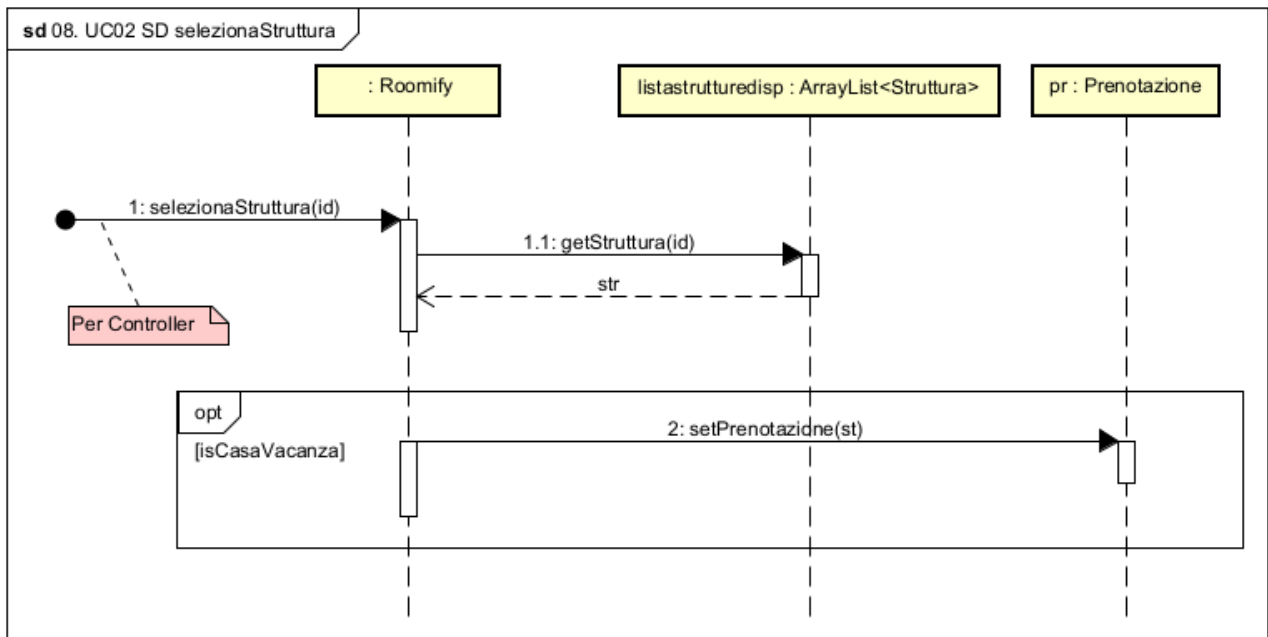 sd 08. UC02 SD selezionaStruttura
: Roomify
listastrutturedisp : ArrayList<Struttura>
pr : Prenotazione
1: selezionaStruttura(id)
1.1: getStruttura(id)
str
Per Controller
opt
2: setPrenotazione(st)
[isCasaVacanza]